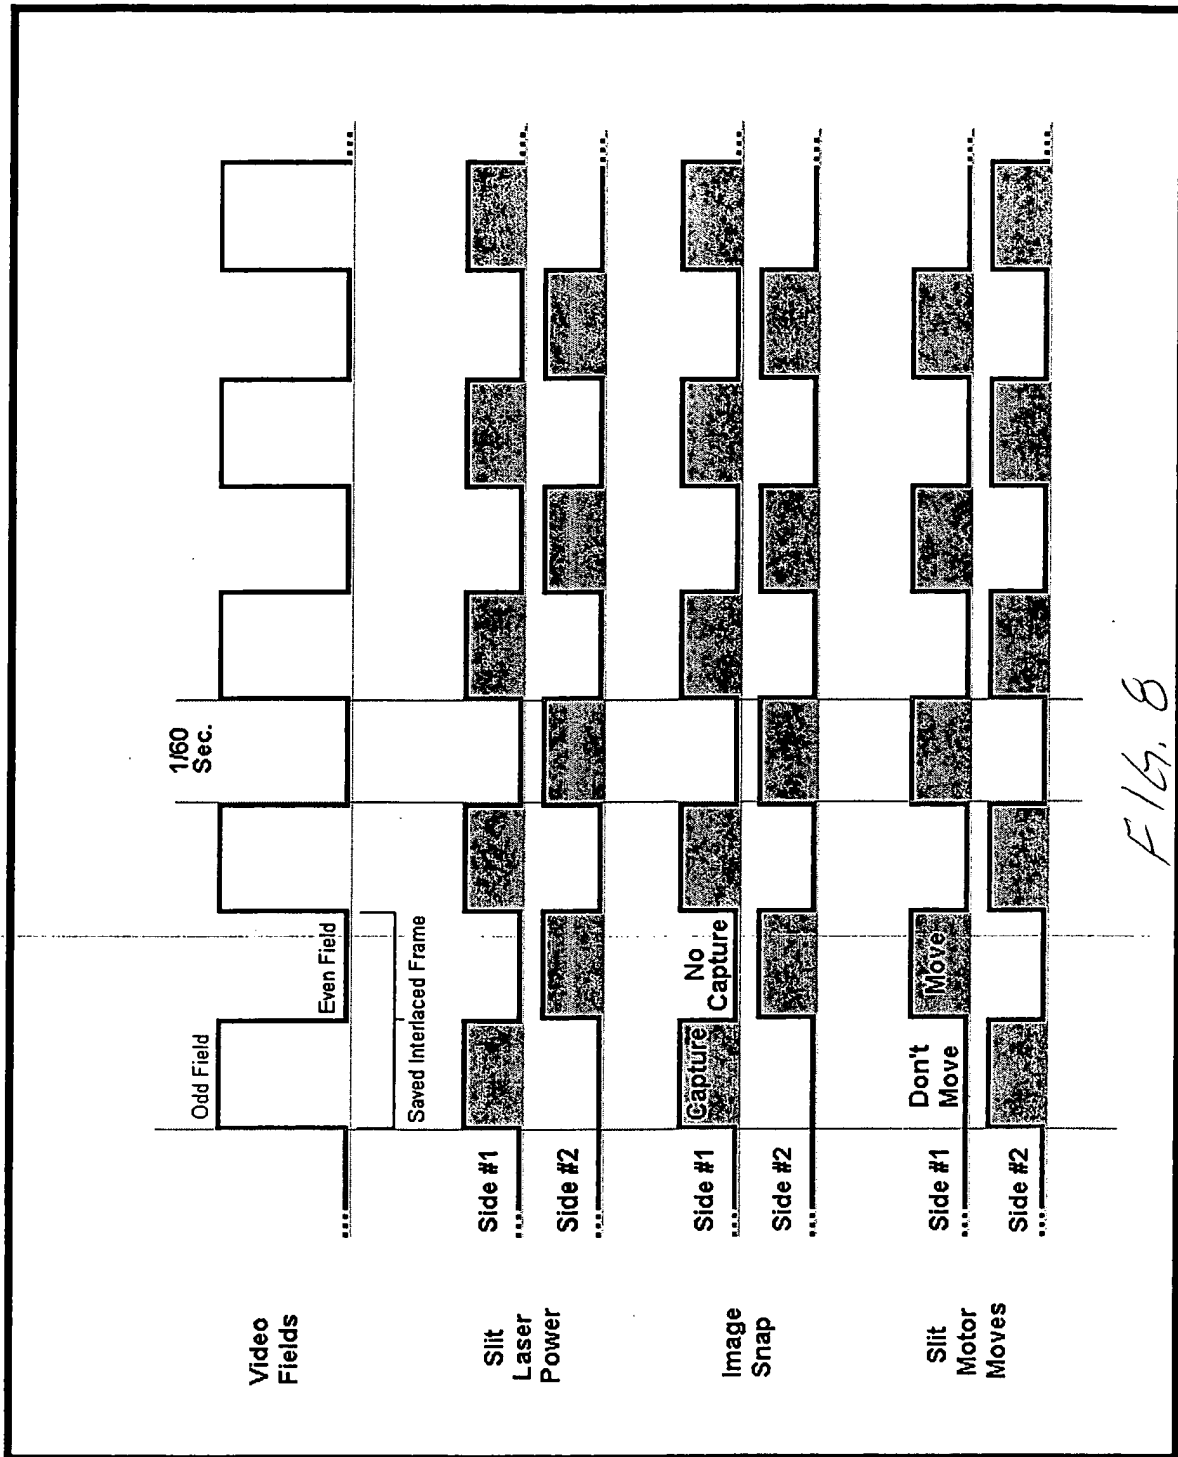 Video
Fields
Odd Field
Even Field
1/60
Sec.
Saved Interlaced Frame
Slit
Laser
Power
Side #1
Side #2
Image
Snap
Side #1
Capture
No
Capture
Side #2
Slit
Motor
Moves
Side #1
Don't
Move
Move
Side #2
FIG. 8